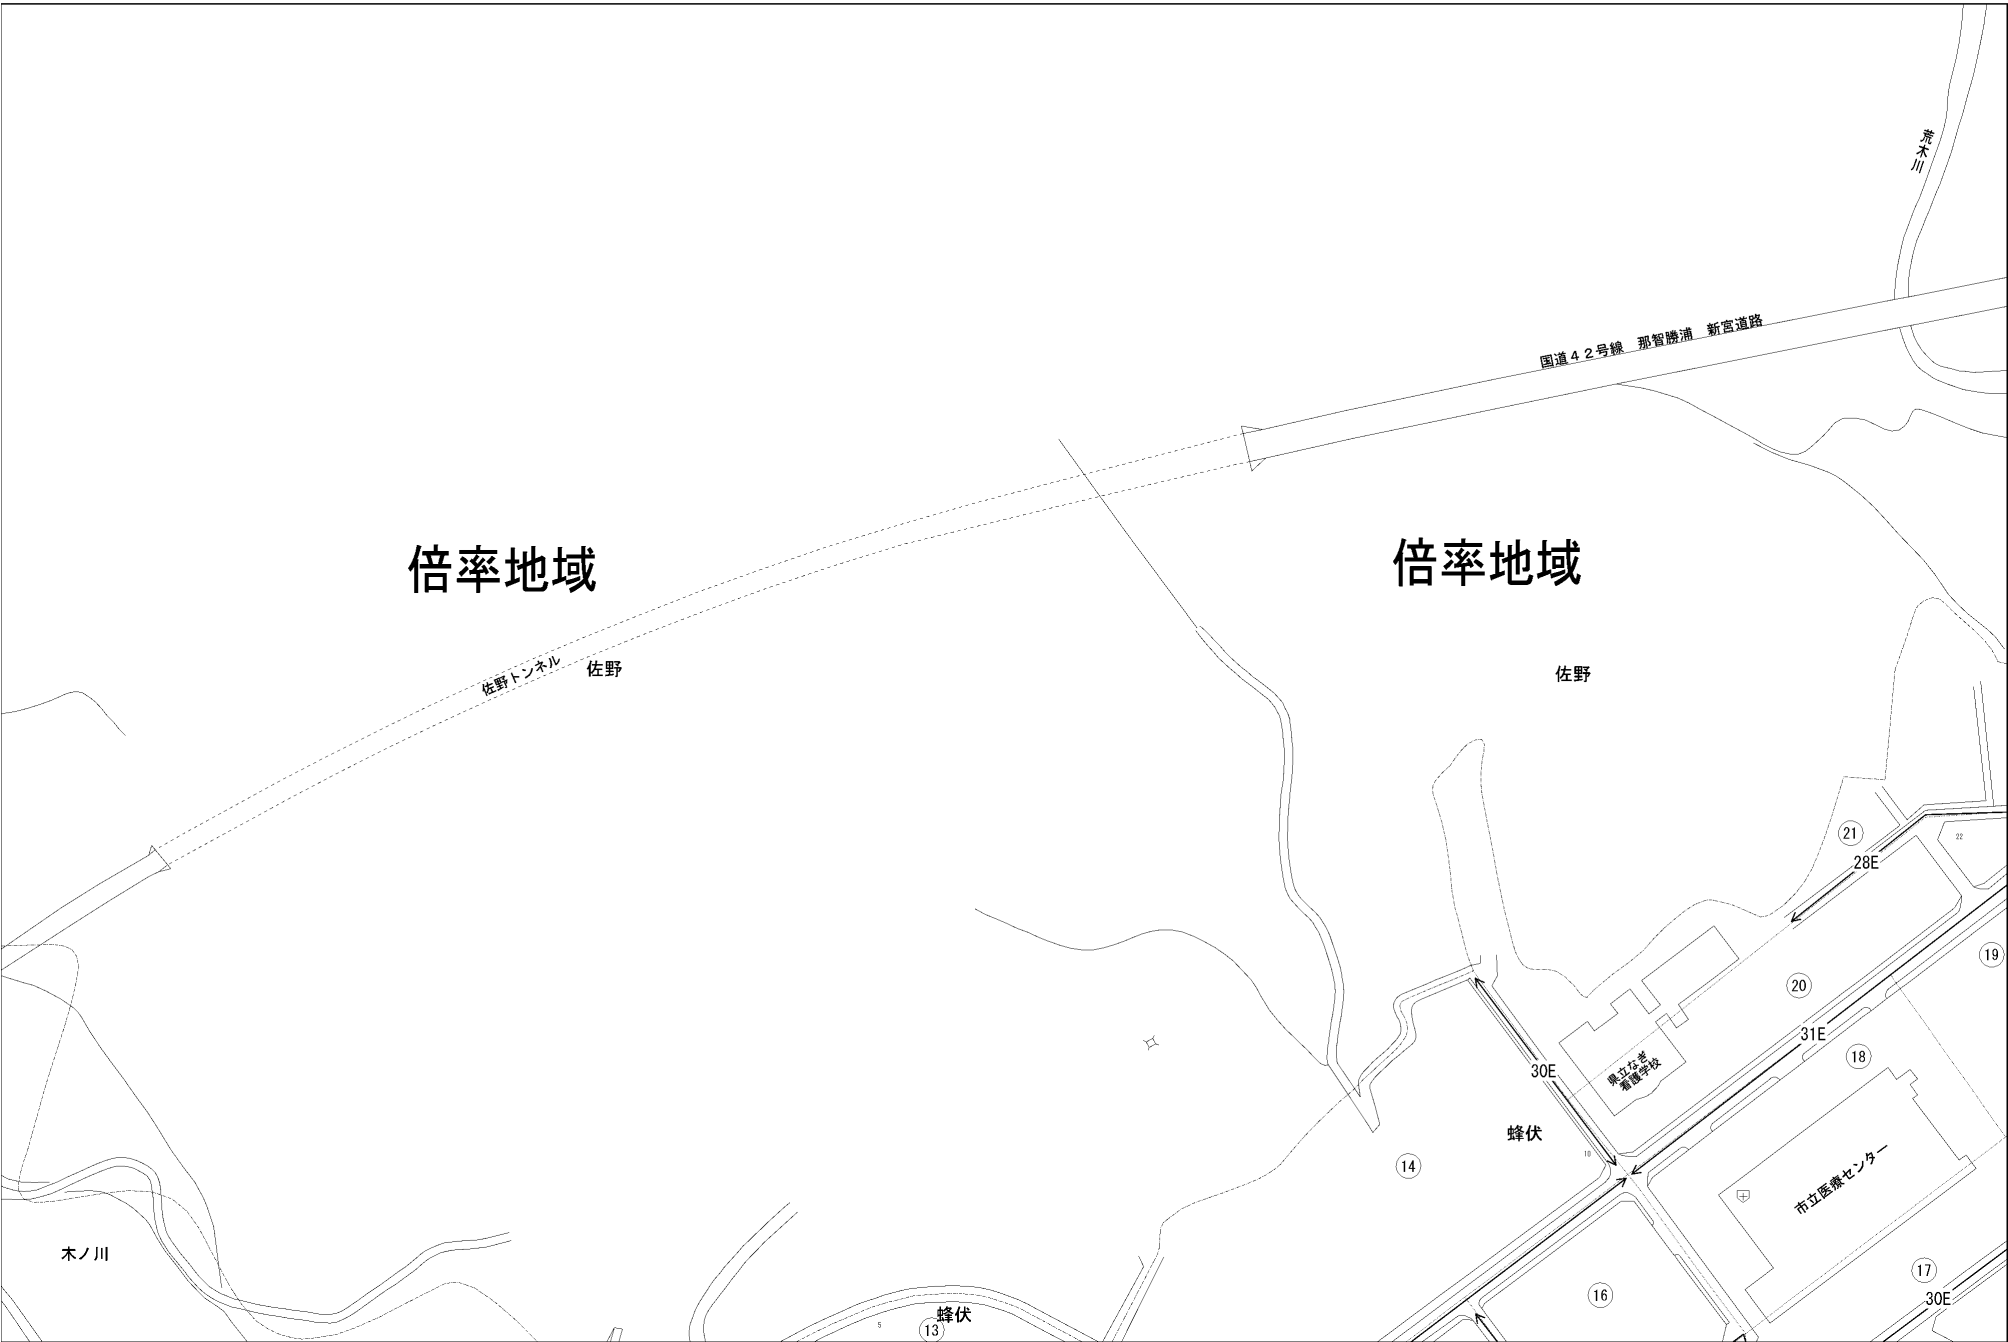 荒木川
国道42号線 那智勝浦 新宮道路
倍率地域
倍率地域
佐野トンネル
佐野
佐野
21
22
28E
19
20
31E
18
30E
県立なぎ
看護学校
蜂伏
10
14
市立医療センター
木ノ川
17
16
30E
蜂伏
5
13